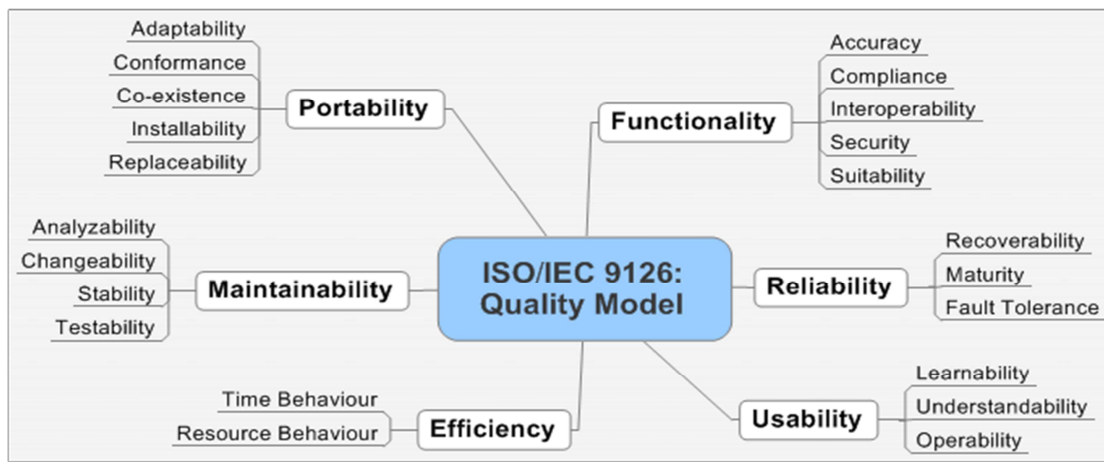 Adaptability
Conformance
Co-existence
Installability
Replaceability
Portability
Functionality
Accuracy
Compliance
Interoperability
Security
Suitability
Analyzability
Changeability
Stability
Testability
Maintainability
ISO/IEC 9126:
Quality Model
Reliability
Recoverability
Maturity
Fault Tolerance
Time Behaviour
Resource Behaviour
Efficiency
Usability
Learnability
Understandability
Operability